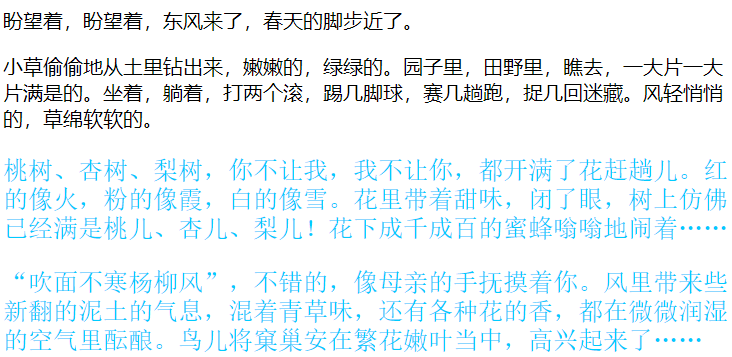 盼望着，盼望着，东风来了，春天的脚步近了。
小草偷偷地从土里钻出来，嫩嫩的，绿绿的。园子里，田野里，瞧去，一大片一大
片满是的。坐着，躺着，打两个滚，踢几脚球，赛几趟跑，捉几回迷藏。风轻悄悄
的，草绵软软的。
桃树、杏树、梨树，你不让我，我不让你，都开满了花赶趟儿。红
的像火，粉的像霞，白的像雪。花里带着甜味，闭了眼，树上仿佛
已经满是桃儿、杏儿、梨儿！花下成千成百的蜜蜂嗡嗡地闹着……
“吹面不寒杨柳风”，不错的，像母亲的手抚摸着你。风里带来些
新翻的泥土的气息，混着青草味，还有各种花的香，都在微微润湿
的空气里酝酿。鸟儿将窠巢安在繁花嫩叶当中，高兴起来了……